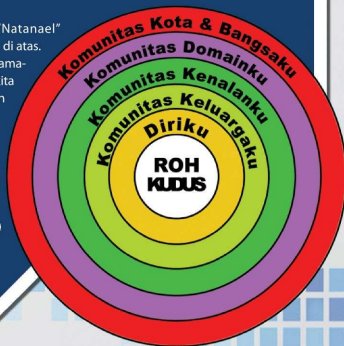 "Natanael"
di atas.
ama-
ita
Komunitas Kota & Bangsaku
Komunitas Domainku
Komunitas Kenalanku
Komunitas Keluargaku
Diriku
ROH
KUDUS